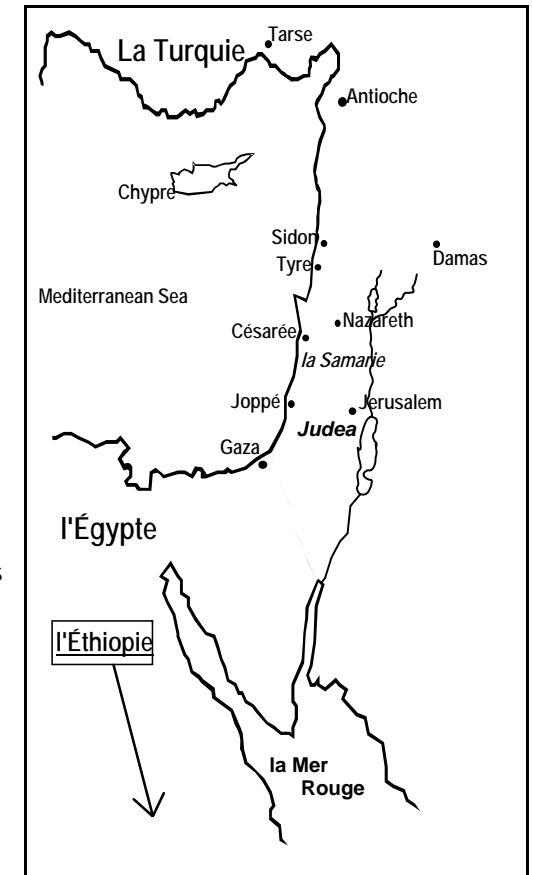 Tarse
La Turquie
Antioche
Chypre
Sidon
Damas
Tyre
Mediterranean Sea
Nazareth
Césarée
la Samarie
Joppé
Jerusalem
Judea
Gaza
l'Égypte
s
l'Éthiopie
la Mer
Rouge